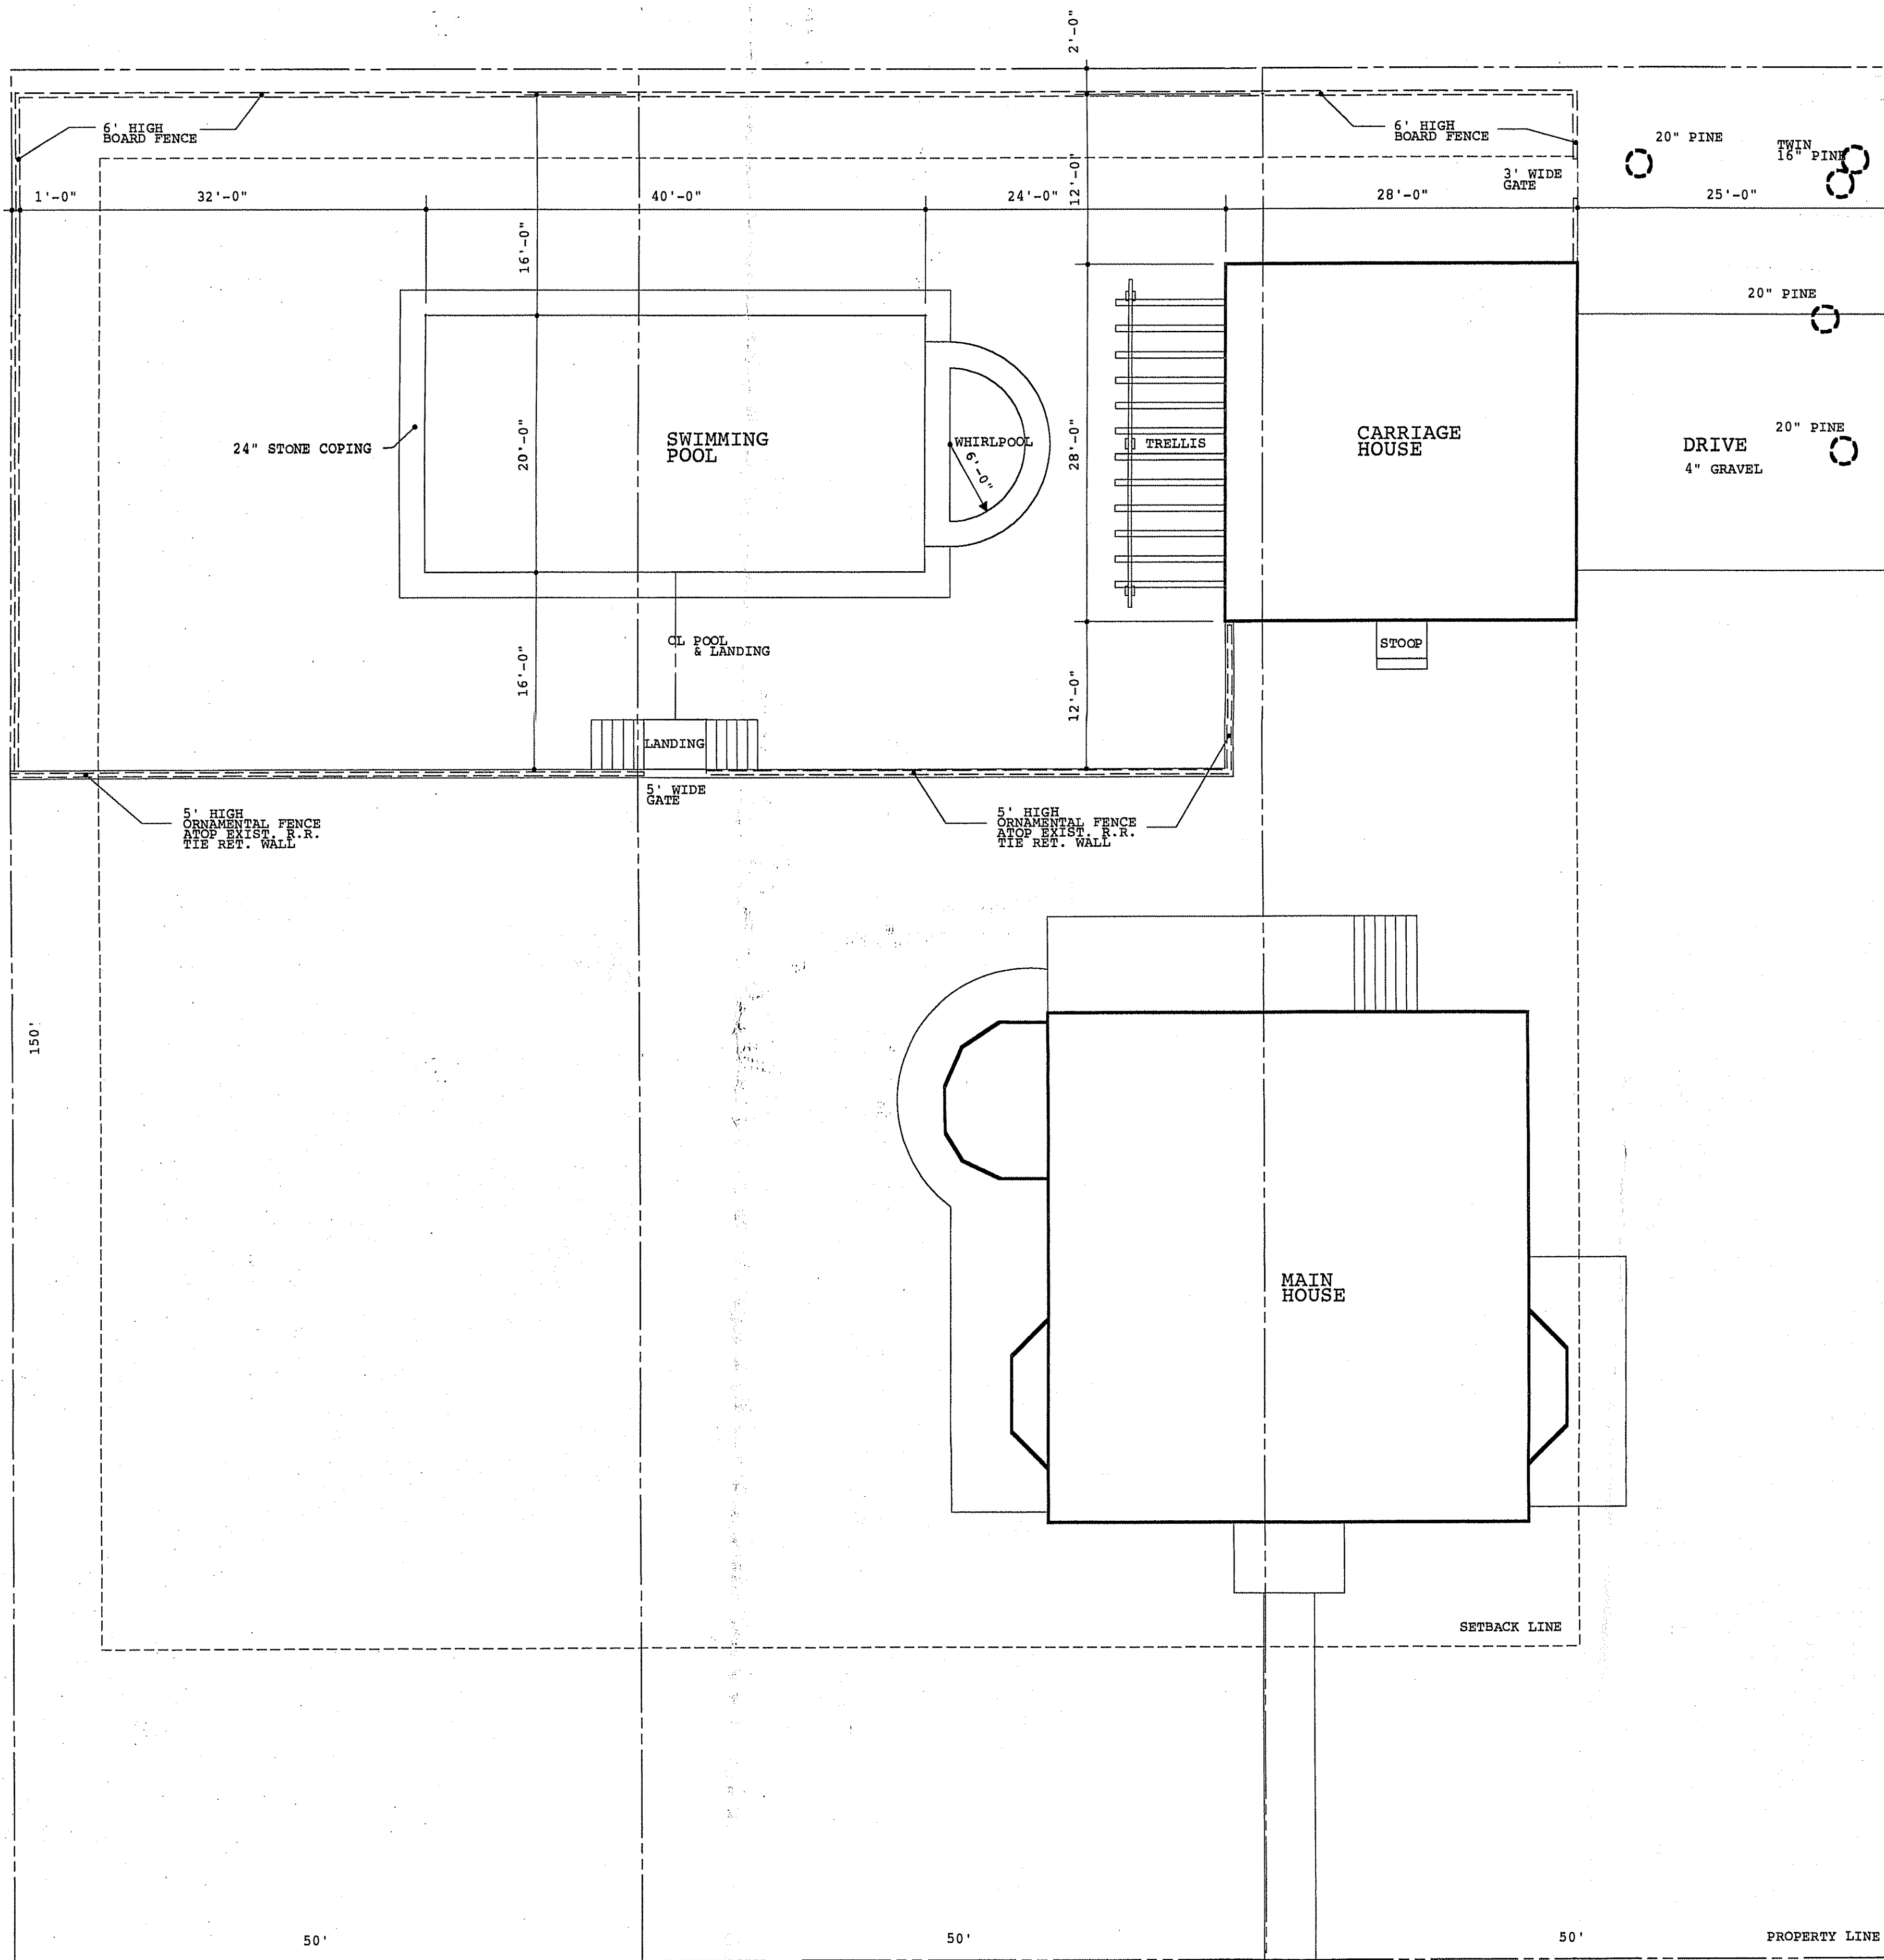 2'-0"
6' HIGH
BOARD FENCE
6' HIGH
BOARD FENCE
20" PINE
TWIN
16" PINE
3' WIDE
GATE
1'-0"
32'-0"
40'-0"
24'-0"
12'-0"
28'-0"
25'-0"
16'-0"
20" PINE
24" STONE COPING
20'-0"
SWIMMING
POOL
WHIRLPOOL
6'-0"
28'-0"
TRELLIS
CARRIAGE
HOUSE
20" PINE
DRIVE
4" GRAVEL
CL POOL
& LANDING
STOOP
16'-0"
12'-0"
LANDING
5' WIDE
GATE
5' HIGH
ORNAMENTAL FENCE
ATOP EXIST. R.R.
TIE RET. WALL
5' HIGH
ORNAMENTAL FENCE
ATOP EXIST. R.R.
TIE RET. WALL
150'
MAIN
HOUSE
SETBACK LINE
50'
50'
50'
PROPERTY LINE